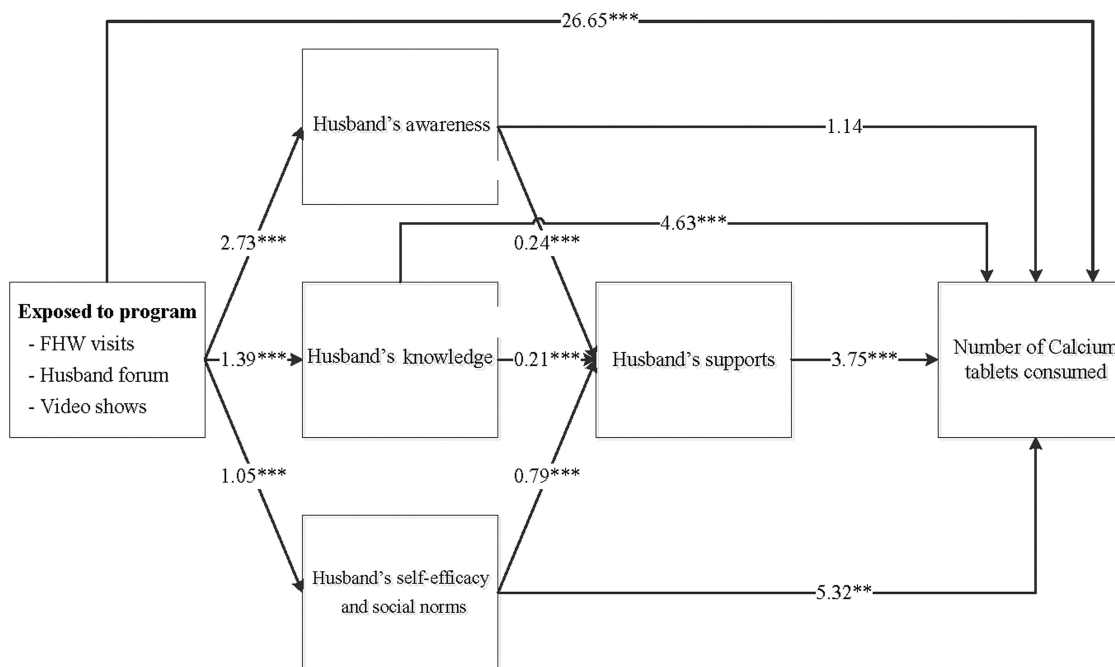 26.65***
Husband's awareness
1.14
4.63***
2.73***
0.24***
Exposed to program
- FHW visits
- Husband forum
- Video shows
1.39***
Husband's knowledge
0.21***
Husband's supports
3.75***
Number of Calcium
tablets consumed
1.05***
0.79***
Husband's self-efficacy
and social norms
5.32**